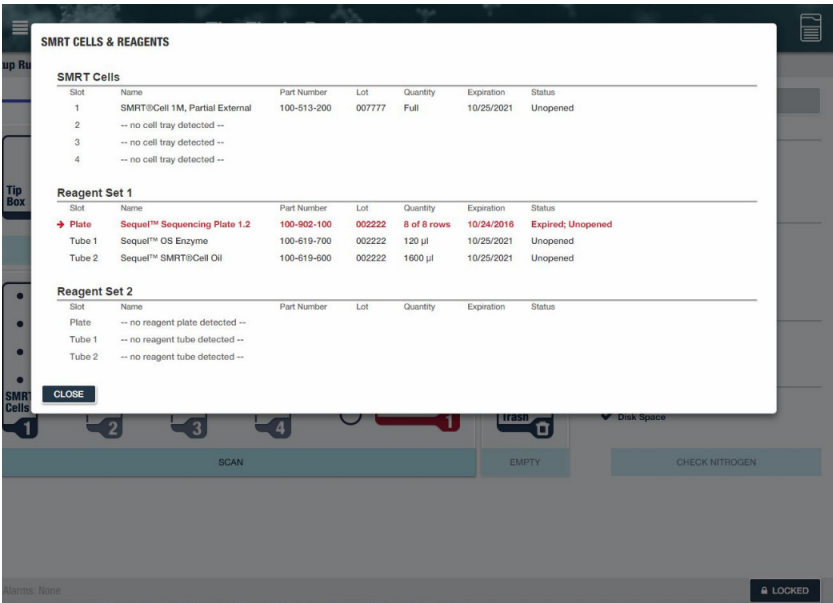 SMRT CELLS & REAGENTS
up Ru
SMRT Cells
Slot Name Part Number Lot Quantity Expiration Status
1 SMRT®Cell 1M, Partial External 100-513-200 007777 Full 10/25/2021 Unopened
2 -- no cell tray detected --
3 -- no cell tray detected --
4 -- no cell tray detected --
Tip
Box
Reagent Set 1
Slot Name Part Number Lot Quantity Expiration Status
Plate Sequel™ Sequencing Plate 1.2 100-902-100 002222 8 of 8 rows 10/24/2016 Expired; Unopened
Tube 1 Sequel™ OS Enzyme 100-619-700 002222 120 µl 10/25/2021 Unopened
Tube 2 Sequel™ SMRT®Cell Oil 100-619-600 002222 1600 µl 10/25/2021 Unopened
Reagent Set 2
Slot Name Part Number Lot Quantity Expiration Status
Plate -- no reagent plate detected --
Tube 1 -- no reagent tube detected --
Tube 2 -- no reagent tube detected --
CLOSE
SMRT
Cells
1 2 3 4 1
Trash
Disk Space
SCAN EMPTY CHECK NITROGEN
Alarms: None
LOCKED